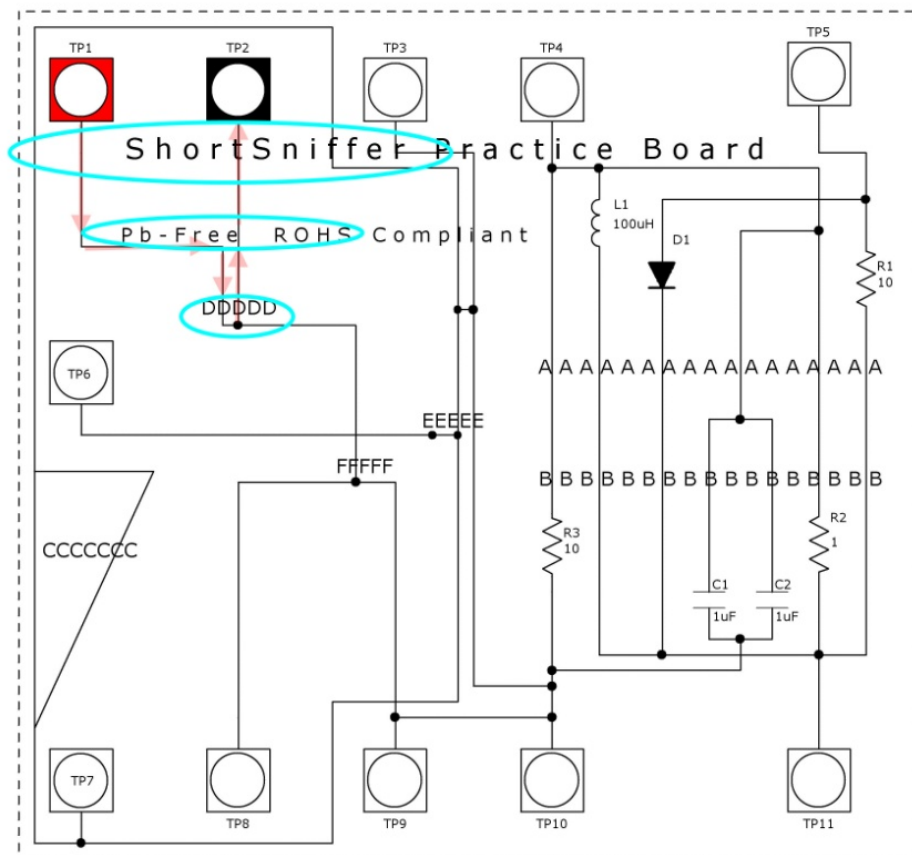 TP1 TP2 TP3 TP4 TP5
ShortSniffer Practice Board
L1
100uH
Pb-Free ROHS Compliant
D1
R1
10
DDDDD
A A A A A A A A A A A A A A A A A
TP6
EEEEE
FFFFF
B B B B B B B B B B B B B B B B B
R3
10
R2
1
CCCCCCC
C1 C2
1uF 1uF
TP7
TP8 TP9 TP10 TP11